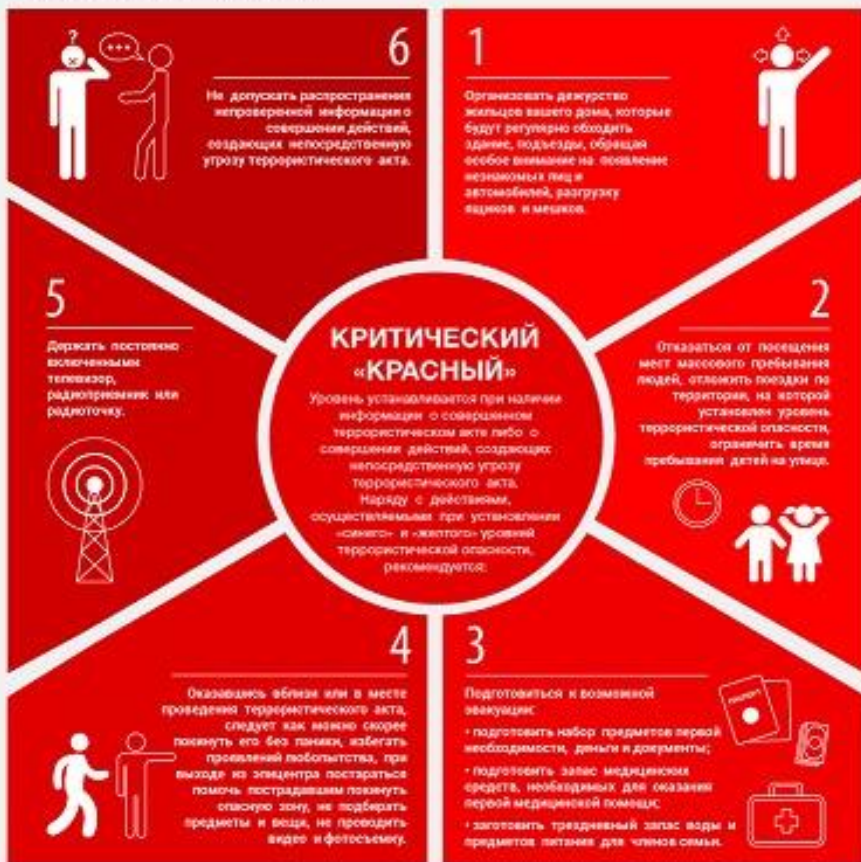 КРИТИЧЕСКИЙ
«КРАСНЫЙ»
Уровень устанавливается при наличии
информации о совершенном
террористическом акте либо о
совершении действий, создающих
непосредственную угрозу
террористического акта.
Наряду с действиями,
осуществляемыми при установлении
«синего» и «желтого» уровней
террористической опасности,
рекомендуется:
1
Организовать дежурство
жильцов вашего дома, которые
будут регулярно обходить
здание, подъезды, обращая
особое внимание на появление
незнакомых лиц и
автомобилей, разгрузку
ящиков и мешков.
2
Отказаться от посещения
мест массового пребывания
людей, отложить поездки по
территории, на которой
установлен уровень
террористической опасности,
ограничить время
пребывания детей на улице.
3
Подготовиться к возможной
эвакуации:
• подготовить набор предметов первой
необходимости, деньги и документы;
• подготовить запас медицинских
средств, необходимых для оказания
первой медицинской помощи;
• заготовить трехдневный запас воды и
предметов питания для членов семьи.
4
Оказавшись вблизи или в месте
проведения террористического акта,
следует как можно скорее
покинуть его без паники, избегать
проявлений любопытства, при
выходе из эпицентра постараться
помочь пострадавшим покинуть
опасную зону, не подбирать
предметы и вещи, не проводить
видео и фотосъемку.
5
Держать постоянно
включенными
телевизор,
радиоприемник или
радиоточку.
6
Не допускать распространения
непроверенной информации о
совершении действий,
создающих непосредственную
угрозу террористического акта.